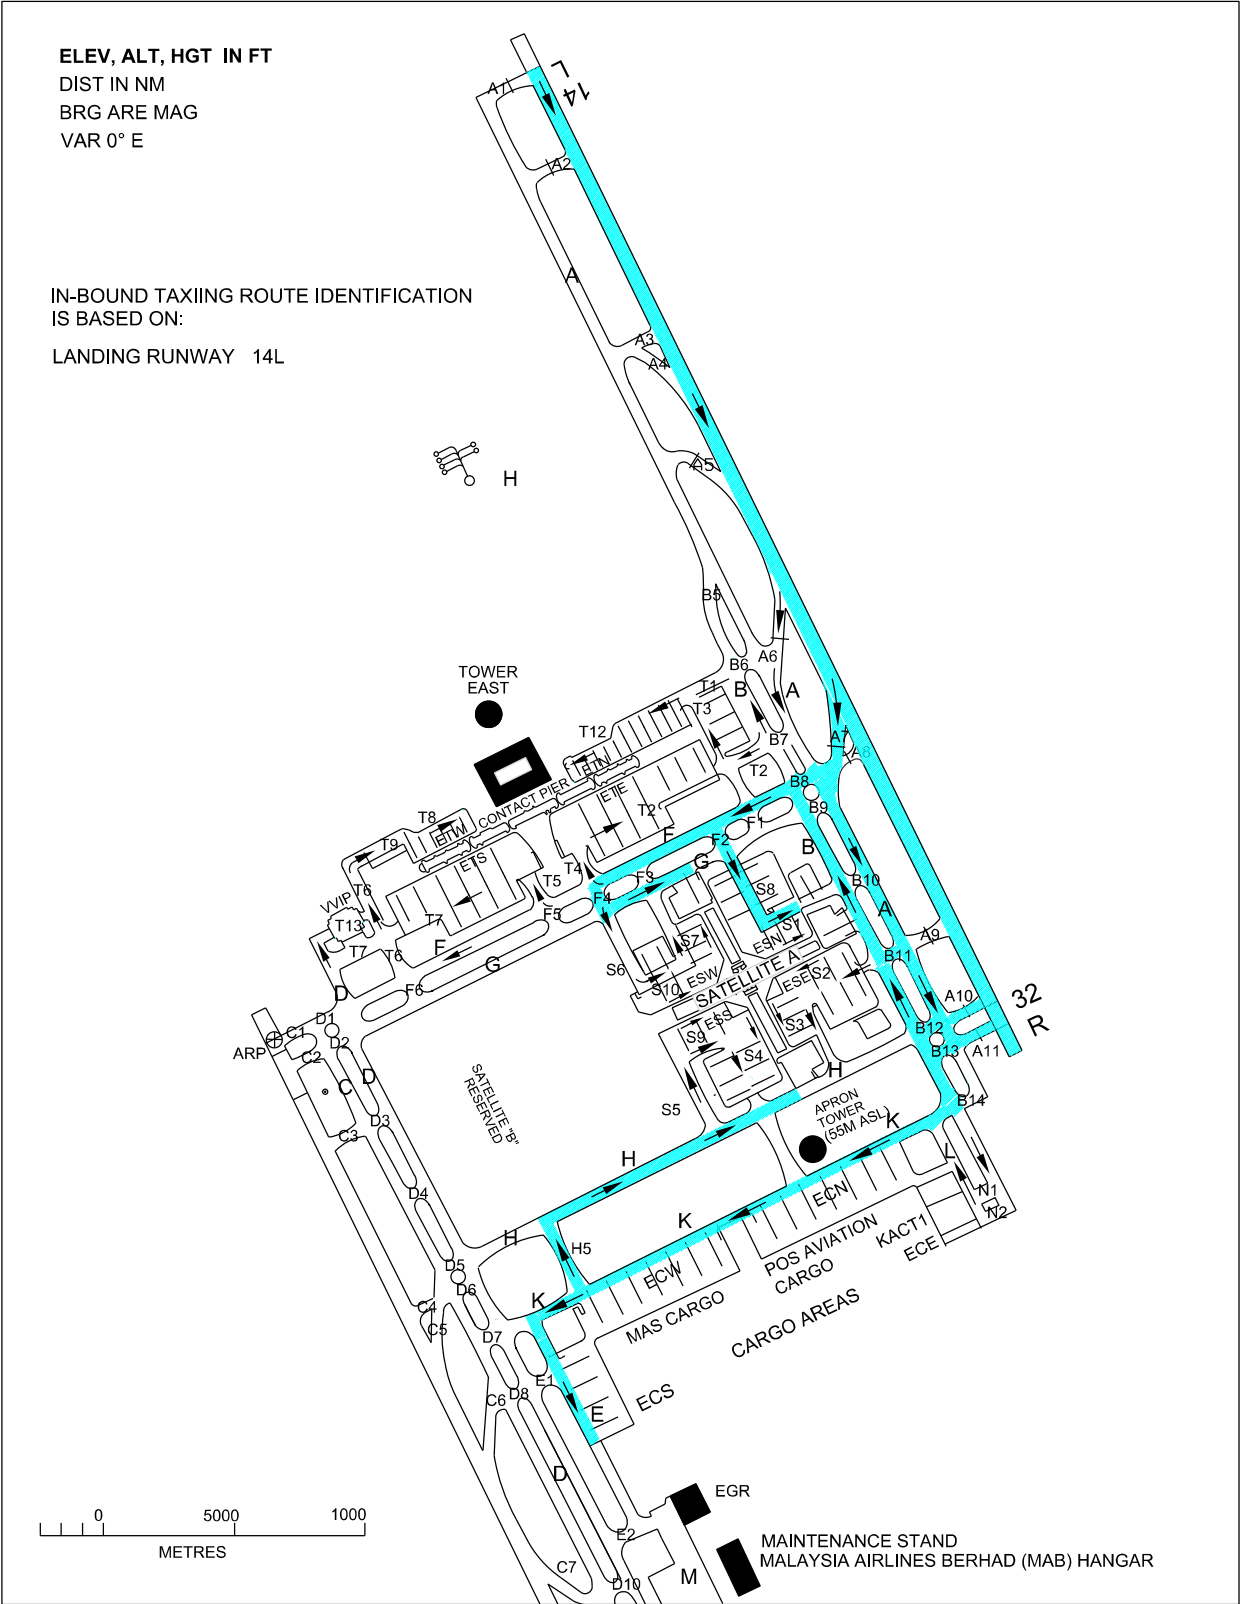 ELEV, ALT, HGT IN FT
DIST IN NM
BRG ARE MAG
VAR 0° E
14
L
A1
A2
A
IN-BOUND TAXIING ROUTE IDENTIFICATION
IS BASED ON:
LANDING RUNWAY 14L
A3
A4
A5
H
B5
B6
A6
TOWER
EAST
T1
B
A
T3
T12
B7
A7
A8
ETN
T2
B8
CONTACT PIER
ETE
B9
T8
T2
F1
ETW
F
F2
T9
ETS
G
B
T4
F3
B10
T5
S8
T6
F4
VVIP
F5
A
T13
T7
S1
A9
F
S7
ESN
T7
T6
G
B11
S6
SATELLITE A
ESW
S2
D
F6
S10
ESE
A10
32
R
C1
D1
ESS
S3
B12
ARP
D2
S9
B13
A11
C2
S4
C
D
H
SATELLITE "B"
RESERVED
S5
APRON
TOWER
(55M ASL)
B14
D3
K
C3
H
L
D4
ECN
N1
K
N2
H
H5
POS AVIATION
CARGO
KACT1
ECE
D5
ECW
D6
K
C4
MAS CARGO
C5
CARGO AREAS
D7
E1
D8
ECS
C6
E
D
EGR
0 5000 1000
METRES
E2
MAINTENANCE STAND
MALAYSIA AIRLINES BERHAD (MAB) HANGAR
C7
M
D10